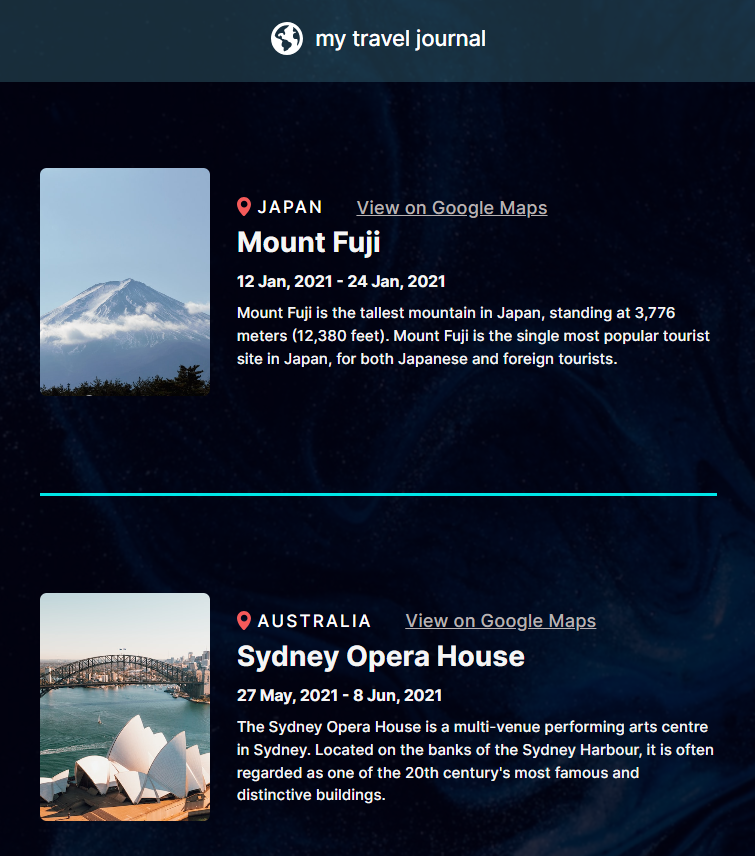 my travel journal
JAPAN View on Google Maps
Mount Fuji
12 Jan, 2021 - 24 Jan, 2021
Mount Fuji is the tallest mountain in Japan, standing at 3,776
meters (12,380 feet). Mount Fuji is the single most popular tourist
site in Japan, for both Japanese and foreign tourists.
AUSTRALIA View on Google Maps
Sydney Opera House
27 May, 2021 - 8 Jun, 2021
The Sydney Opera House is a multi-venue performing arts centre
in Sydney. Located on the banks of the Sydney Harbour, it is often
regarded as one of the 20th century's most famous and
distinctive buildings.